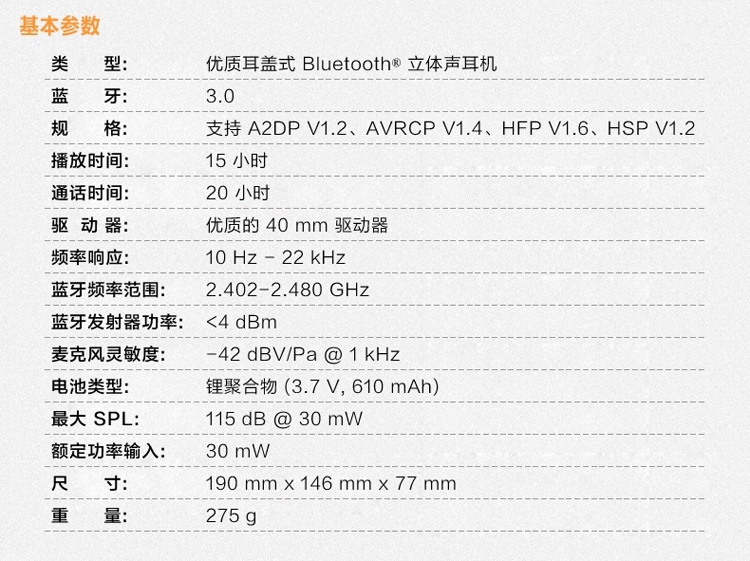 基本参数
类 型: 优质耳盖式 Bluetooth® 立体声耳机
蓝 牙: 3.0
规 格: 支持 A2DP V1.2、AVRCP V1.4、HFP V1.6、HSP V1.2
播放时间: 15 小时
通话时间: 20 小时
驱 动 器: 优质的 40 mm 驱动器
频率响应: 10 Hz - 22 kHz
蓝牙频率范围: 2.402-2.480 GHz
蓝牙发射器功率: <4 dBm
麦克风灵敏度: -42 dBV/Pa @ 1 kHz
电池类型: 锂聚合物 (3.7 V, 610 mAh)
最大 SPL: 115 dB @ 30 mW
额定功率输入: 30 mW
尺 寸: 190 mm x 146 mm x 77 mm
重 量: 275 g